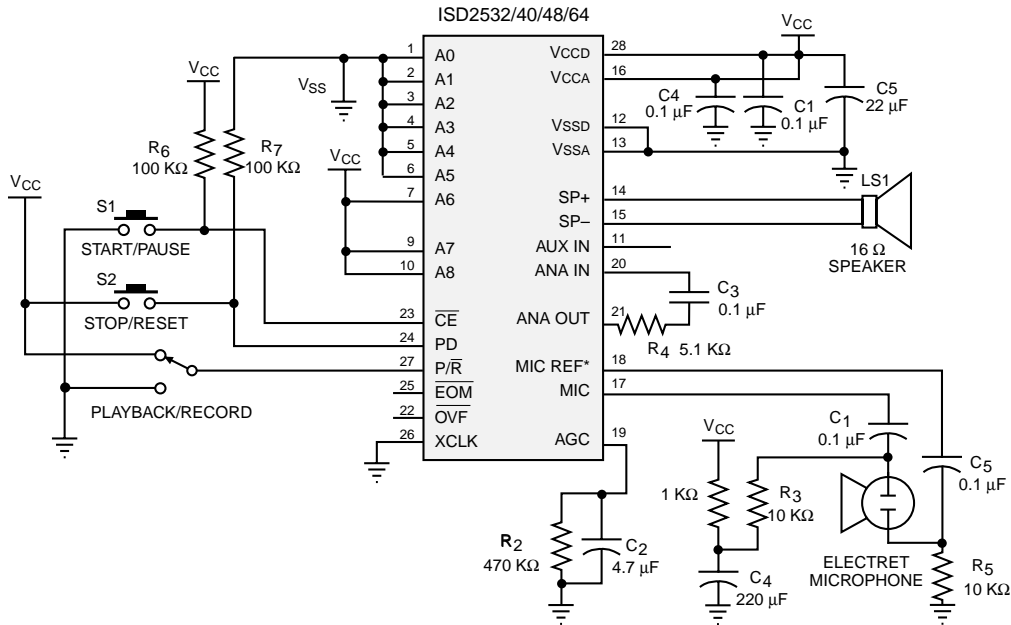 ISD2532/40/48/64
VCC
VSS
R6
100 KΩ
R7
100 KΩ
VCC
VCC
S1
START/PAUSE
S2
STOP/RESET
PLAYBACK/RECORD
1 A0
2 A1
3 A2
4 A3
5 A4
6 A5
7 A6
9 A7
10 A8
23 CE
24 PD
27 P/R
25 EOM
22 OVF
26 XCLK
VCCD 28
VCCA 16
VSSD 12
VSSA 13
SP+ 14
SP– 15
AUX IN 11
ANA IN 20
ANA OUT 21
MIC REF* 18
MIC 17
AGC 19
VCC
C4
0.1 µF
C1
0.1 µF
C5
22 µF
LS1
16 Ω
SPEAKER
C3
0.1 µF
R4 5.1 KΩ
C1
0.1 µF
VCC
1 KΩ
R3
10 KΩ
C5
0.1 µF
R2
470 KΩ
C2
4.7 µF
C4
220 µF
ELECTRET
MICROPHONE
R5
10 KΩ